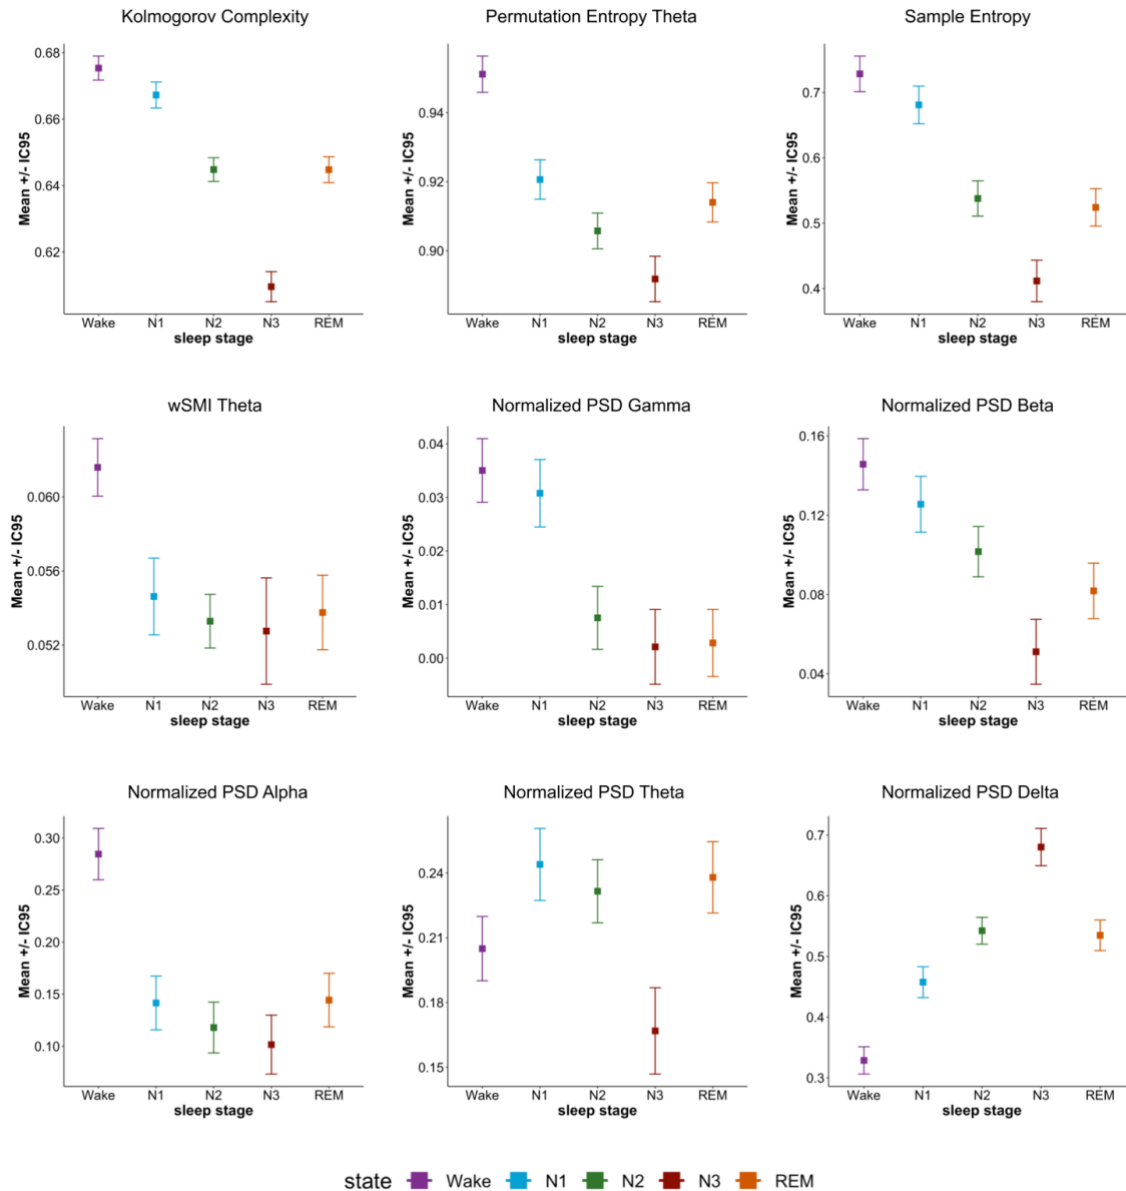 Kolmogorov Complexity
Mean +/- IC95
0.68
0.66
0.64
0.62
Wake N1 N2 N3 REM
sleep stage
Permutation Entropy Theta
Mean +/- IC95
0.94
0.92
0.90
Wake N1 N2 N3 REM
sleep stage
Sample Entropy
Mean +/- IC95
0.7
0.6
0.5
0.4
Wake N1 N2 N3 REM
sleep stage
wSMI Theta
Mean +/- IC95
0.060
0.056
0.052
Wake N1 N2 N3 REM
sleep stage
Normalized PSD Gamma
Mean +/- IC95
0.04
0.03
0.02
0.01
0.00
Wake N1 N2 N3 REM
sleep stage
Normalized PSD Beta
Mean +/- IC95
0.16
0.12
0.08
0.04
Wake N1 N2 N3 REM
sleep stage
Normalized PSD Alpha
Mean +/- IC95
0.30
0.25
0.20
0.15
0.10
Wake N1 N2 N3 REM
sleep stage
Normalized PSD Theta
Mean +/- IC95
0.24
0.21
0.18
0.15
Wake N1 N2 N3 REM
sleep stage
Normalized PSD Delta
Mean +/- IC95
0.7
0.6
0.5
0.4
0.3
Wake N1 N2 N3 REM
sleep stage
state Wake N1 N2 N3 REM